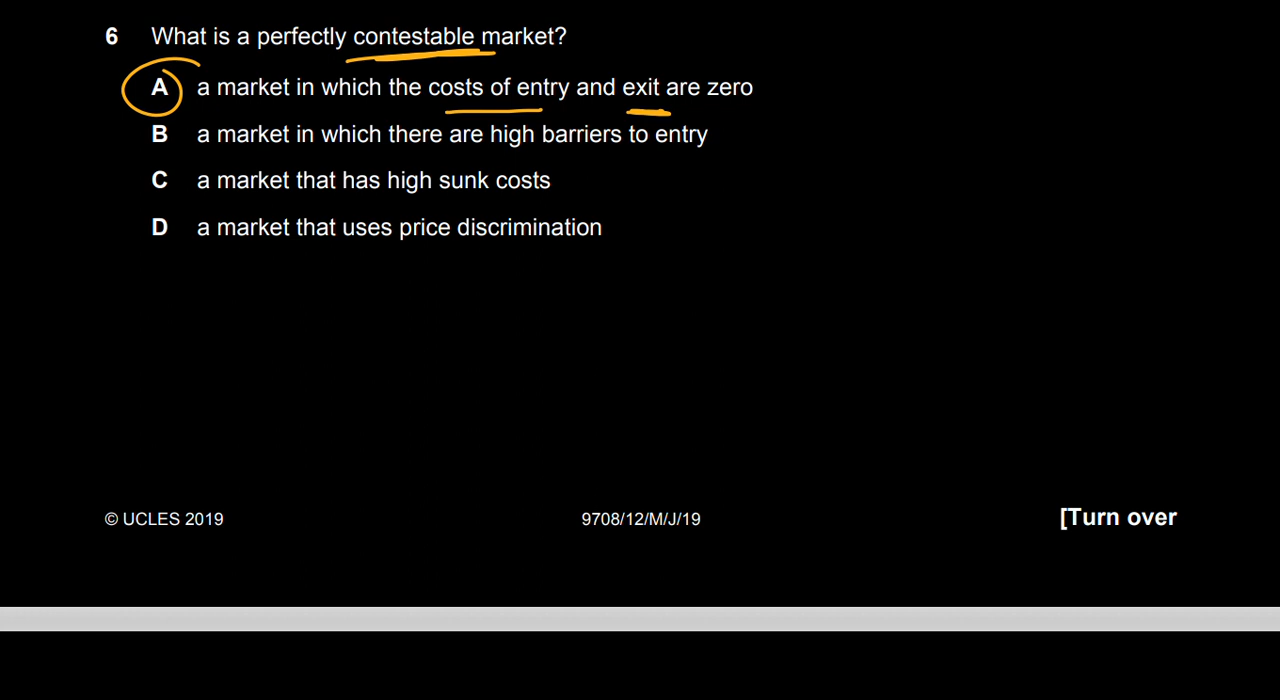 6 What is a perfectly contestable market?
A a market in which the costs of entry and exit are zero
B a market in which there are high barriers to entry
C a market that has high sunk costs
D a market that uses price discrimination
© UCLES 2019 9708/12/M/J/19 [Turn over